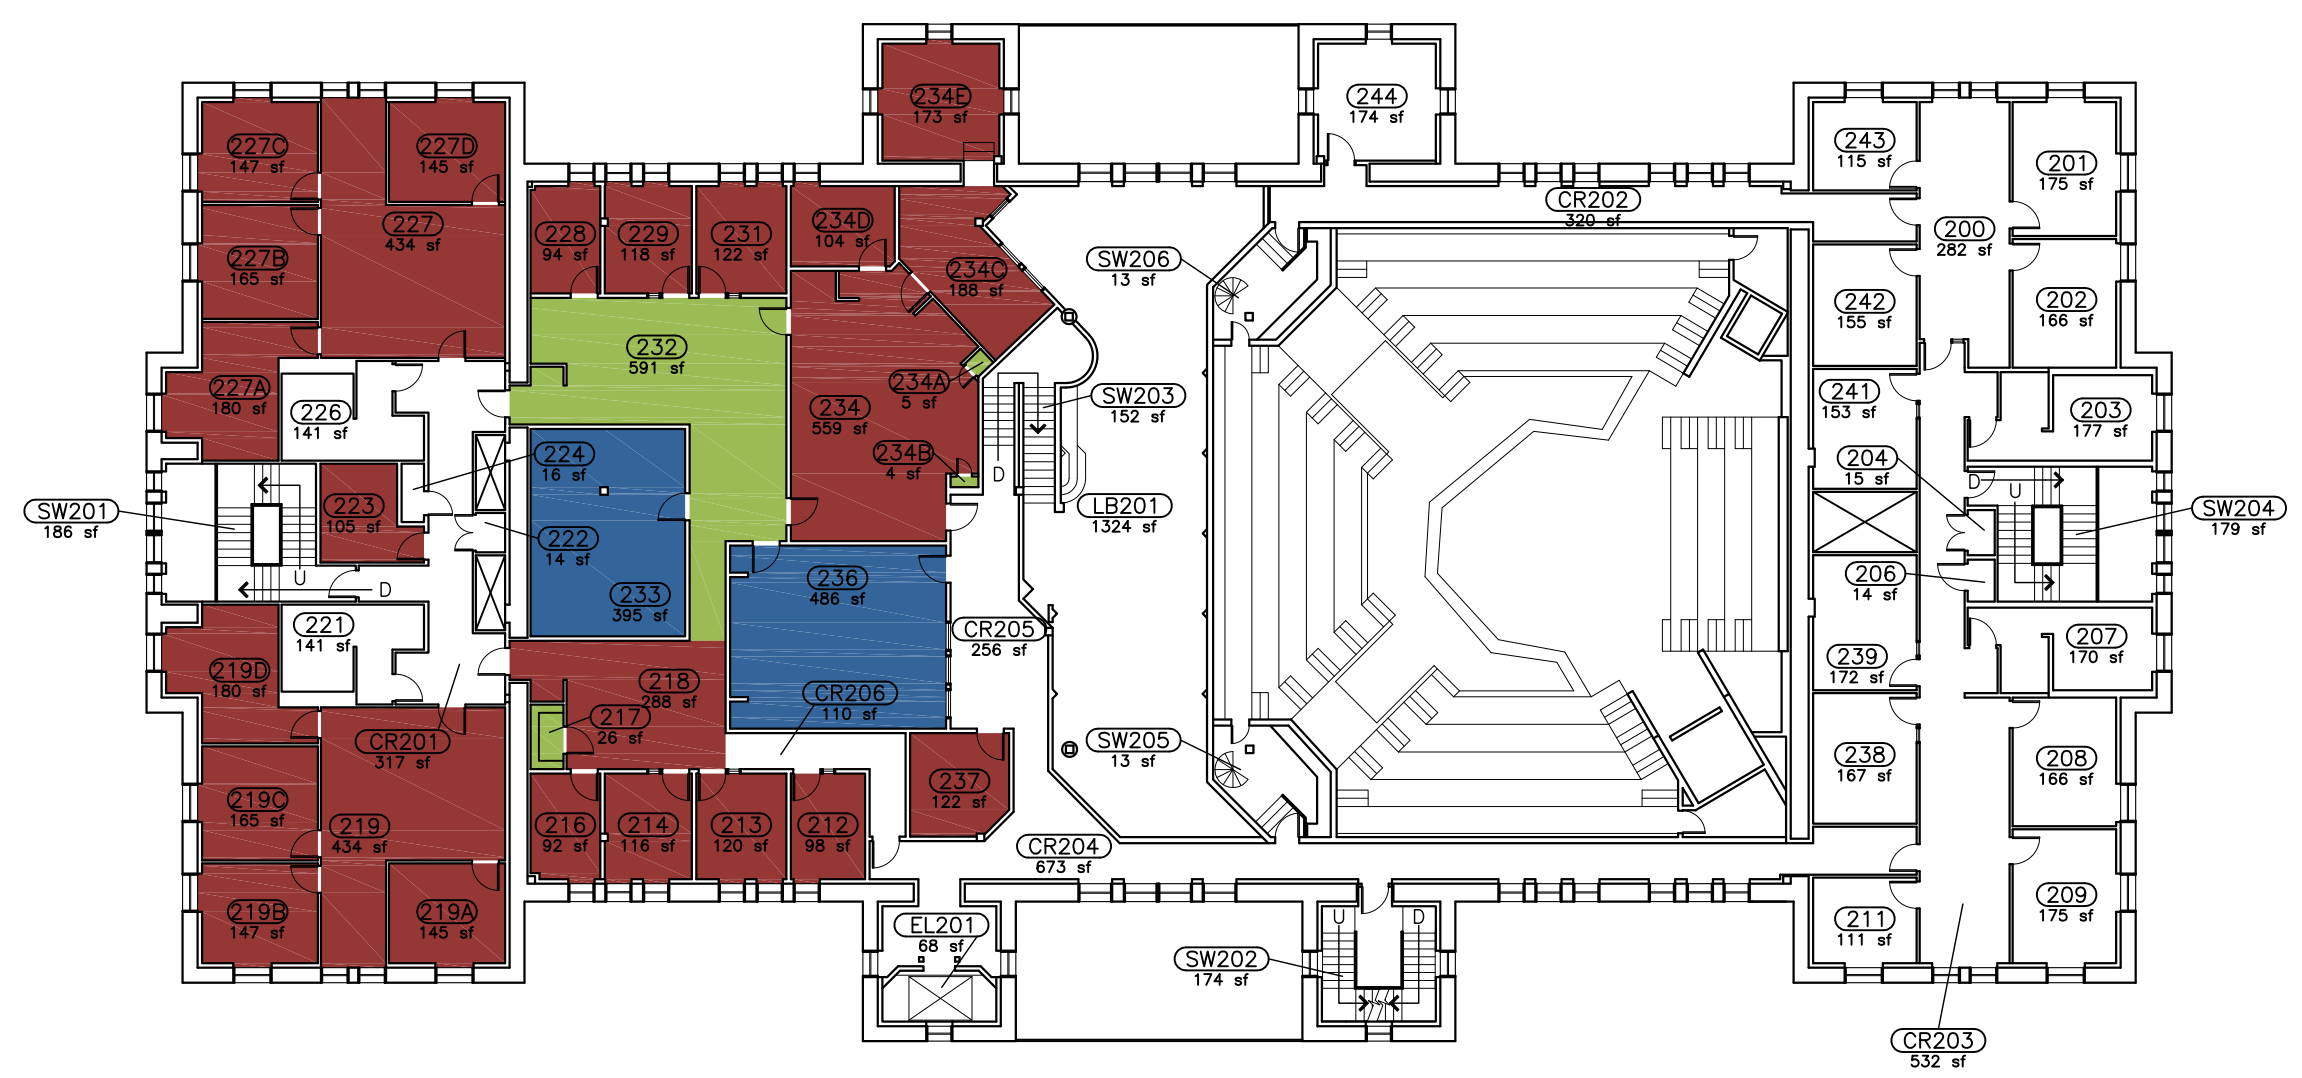 234E
173 sf
244
174 sf
227C
147 sf
227D
145 sf
243
115 sf
201
175 sf
CR202
320 sf
227
434 sf
228
94 sf
229
118 sf
231
122 sf
234D
104 sf
200
282 sf
227B
165 sf
234C
188 sf
SW206
13 sf
242
155 sf
202
166 sf
232
591 sf
227A
180 sf
226
141 sf
234A
5 sf
234
559 sf
SW203
152 sf
241
153 sf
203
177 sf
224
16 sf
234B
4 sf
D
204
15 sf
D
U
SW201
186 sf
223
105 sf
LB201
1324 sf
SW204
179 sf
222
14 sf
U
D
233
395 sf
236
486 sf
206
14 sf
221
141 sf
CR205
256 sf
207
170 sf
219D
180 sf
218
288 sf
CR206
110 sf
239
172 sf
217
26 sf
CR201
317 sf
SW205
13 sf
238
167 sf
208
166 sf
237
122 sf
219C
165 sf
219
434 sf
216
92 sf
214
116 sf
213
120 sf
212
98 sf
CR204
673 sf
219B
147 sf
219A
145 sf
EL201
68 sf
U
D
211
111 sf
209
175 sf
SW202
174 sf
CR203
532 sf